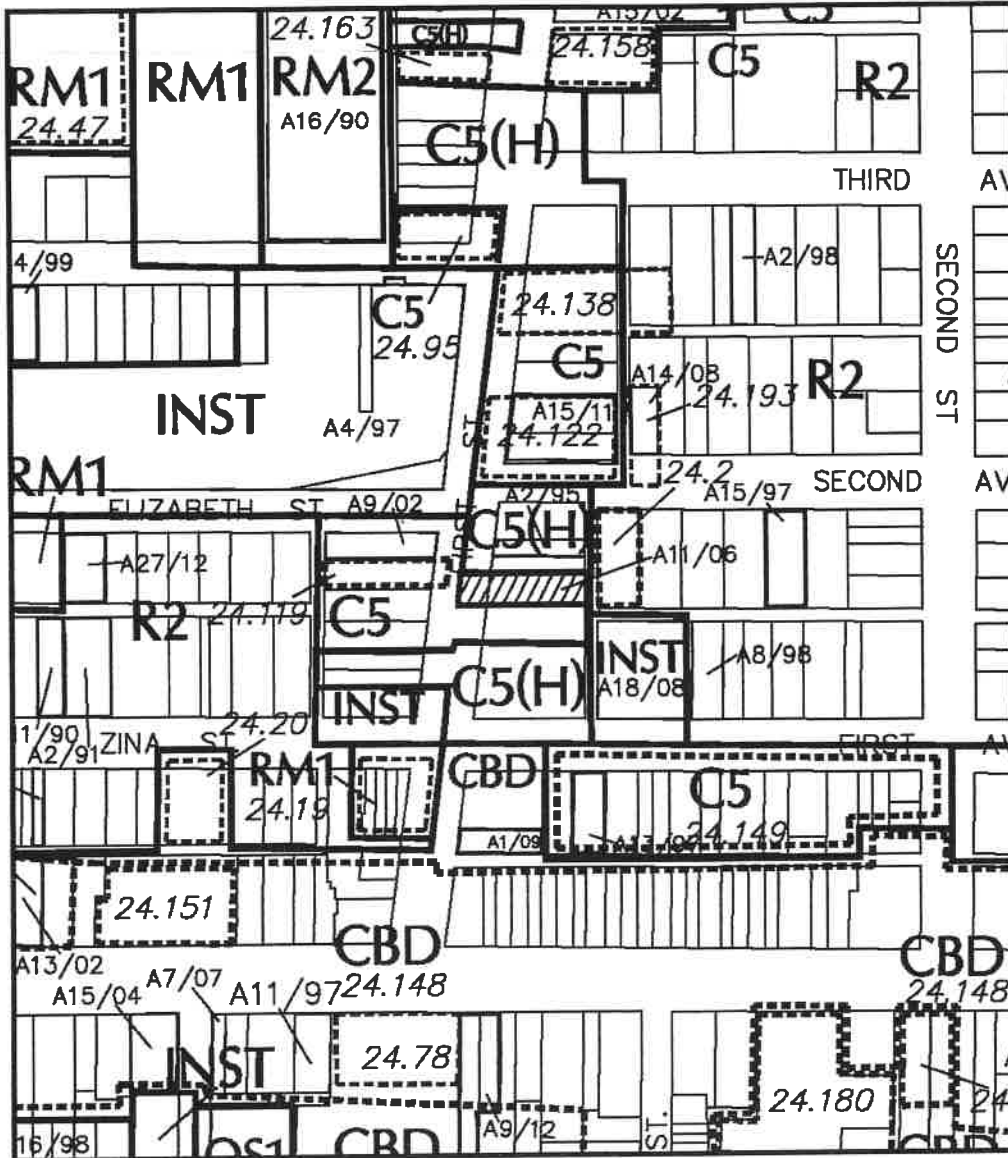 A15/02
C5
24.163
C5(H)
24.158
RM1
RM1
RM2
C5
R2
24.47
A16/90
C5(H)
THIRD
AV
A2/98
SECOND ST
4/99
24.138
C5
24.95
C5
INST
A4/97
A14/08
24.193
R2
A15/11
24.122
ST
RM1
24.2
SECOND
AV
ELIZABETH ST
A9/02
A2/95
A15/97
C5(H)
A27/12
A11/06
R2
24.119
C5
INST
A18/08
A8/98
C5(H)
INST
1/90
A2/91
ZINA ST
24.20
FIRST
AV
RM1
CBD
24.19
C5
A1/09
24.149
24.151
CBD
24.148
CBD
24.148
A13/02
A15/04
A7/07
A11/97
INST
24.78
24.180
24
A9/12
ST.
16/98
OS1
CBD
CBD